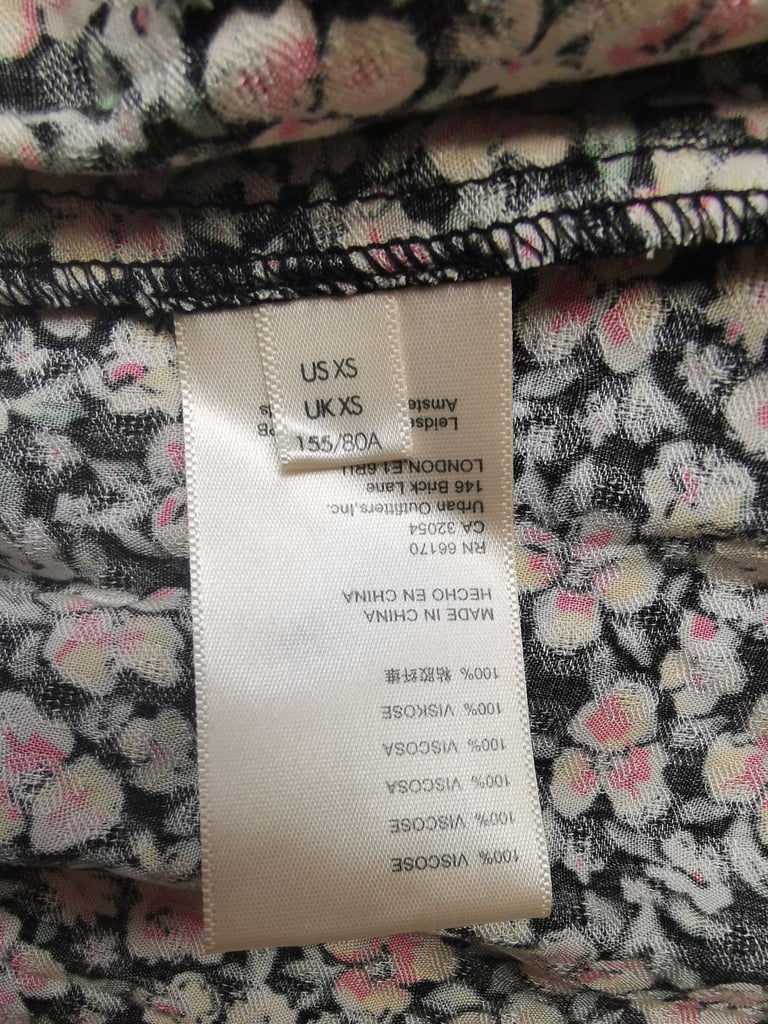 US XS
UK XS
155/80A
100% VISCOSE
100% VISCOSE
100% VISCOSA
100% VISCOSA
100% VISKOSE
100% 粘胶纤维
MADE IN CHINA
HECHO EN CHINA
RN 66170
CA 32054
Urban Outfitters,Inc.
146 Brick Lane
LONDON,E1 6RU